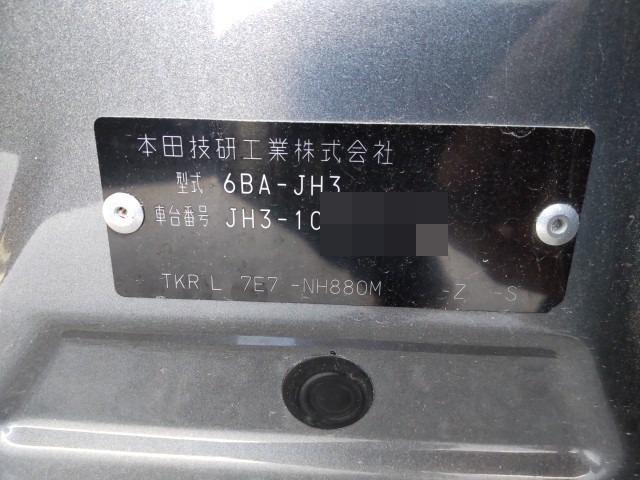 本田技研工業株式会社
型式 6BA-JH3
車台番号 JH3-10
TKR L 7E7 -NH880M -Z -S